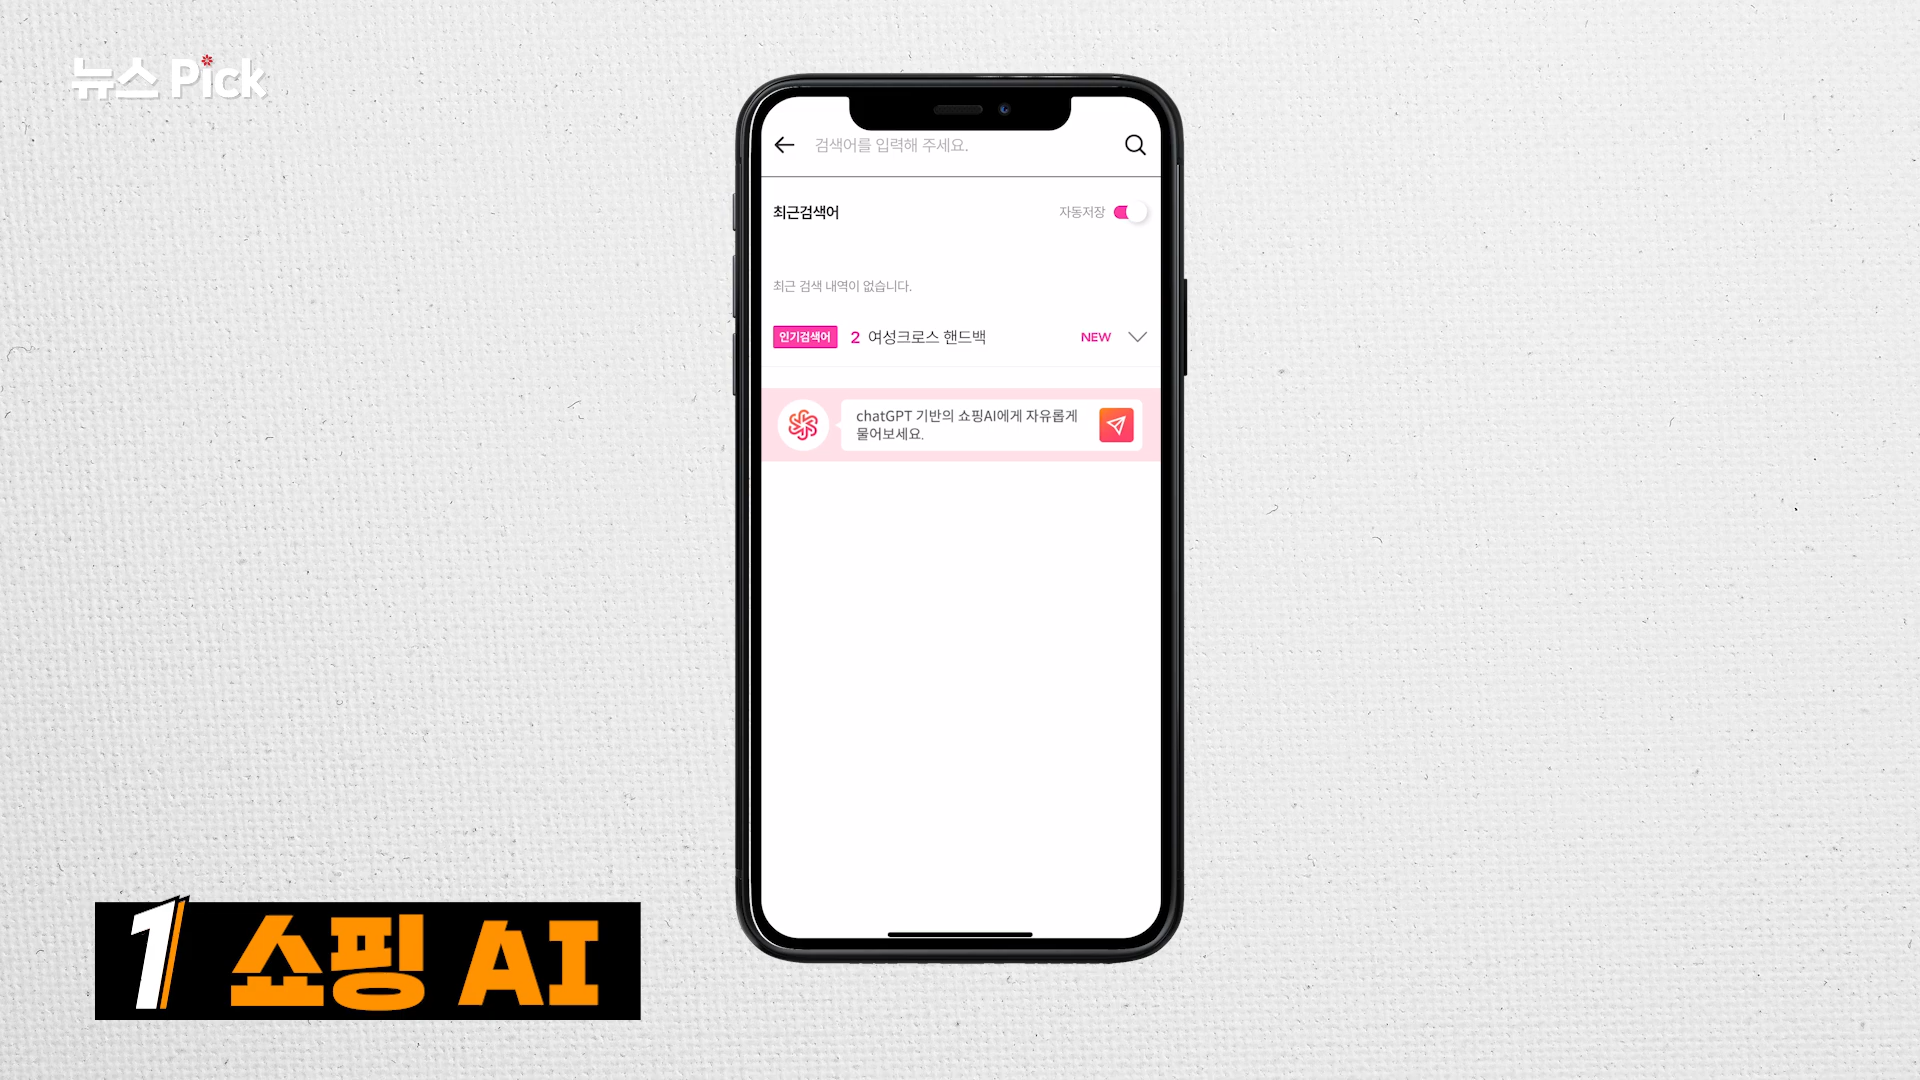 뉴스 Pick
검색어를 입력해 주세요.
최근검색어
자동저장
최근 검색 내역이 없습니다.
인기검색어 2 여성크로스 핸드백 NEW
chatGPT 기반의 쇼핑AI에게 자유롭게
물어보세요.
1 쇼핑 AI